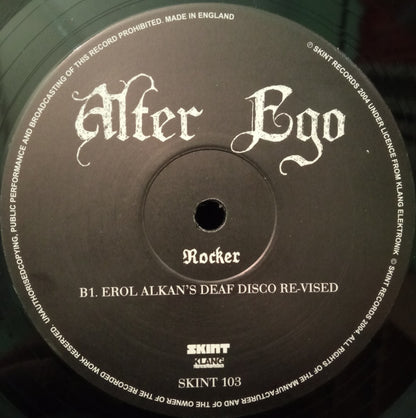 Alter Ego
Rocker
B1. EROL ALKAN'S DEAF DISCO RE-VISED
SKINT
KLANG
SKINT 103
℗ SKINT RECORDS 2004 UNDER LICENCE FROM KLANG ELEKTRONIK © SKINT RECORDS 2004. ALL RIGHTS OF THE MANUFACTURER AND OF THE OWNER OF THE RECORDED WORK RESERVED. UNAUTHORISED COPYING, PUBLIC PERFORMANCE AND BROADCASTING OF THIS RECORD PROHIBITED. MADE IN ENGLAND